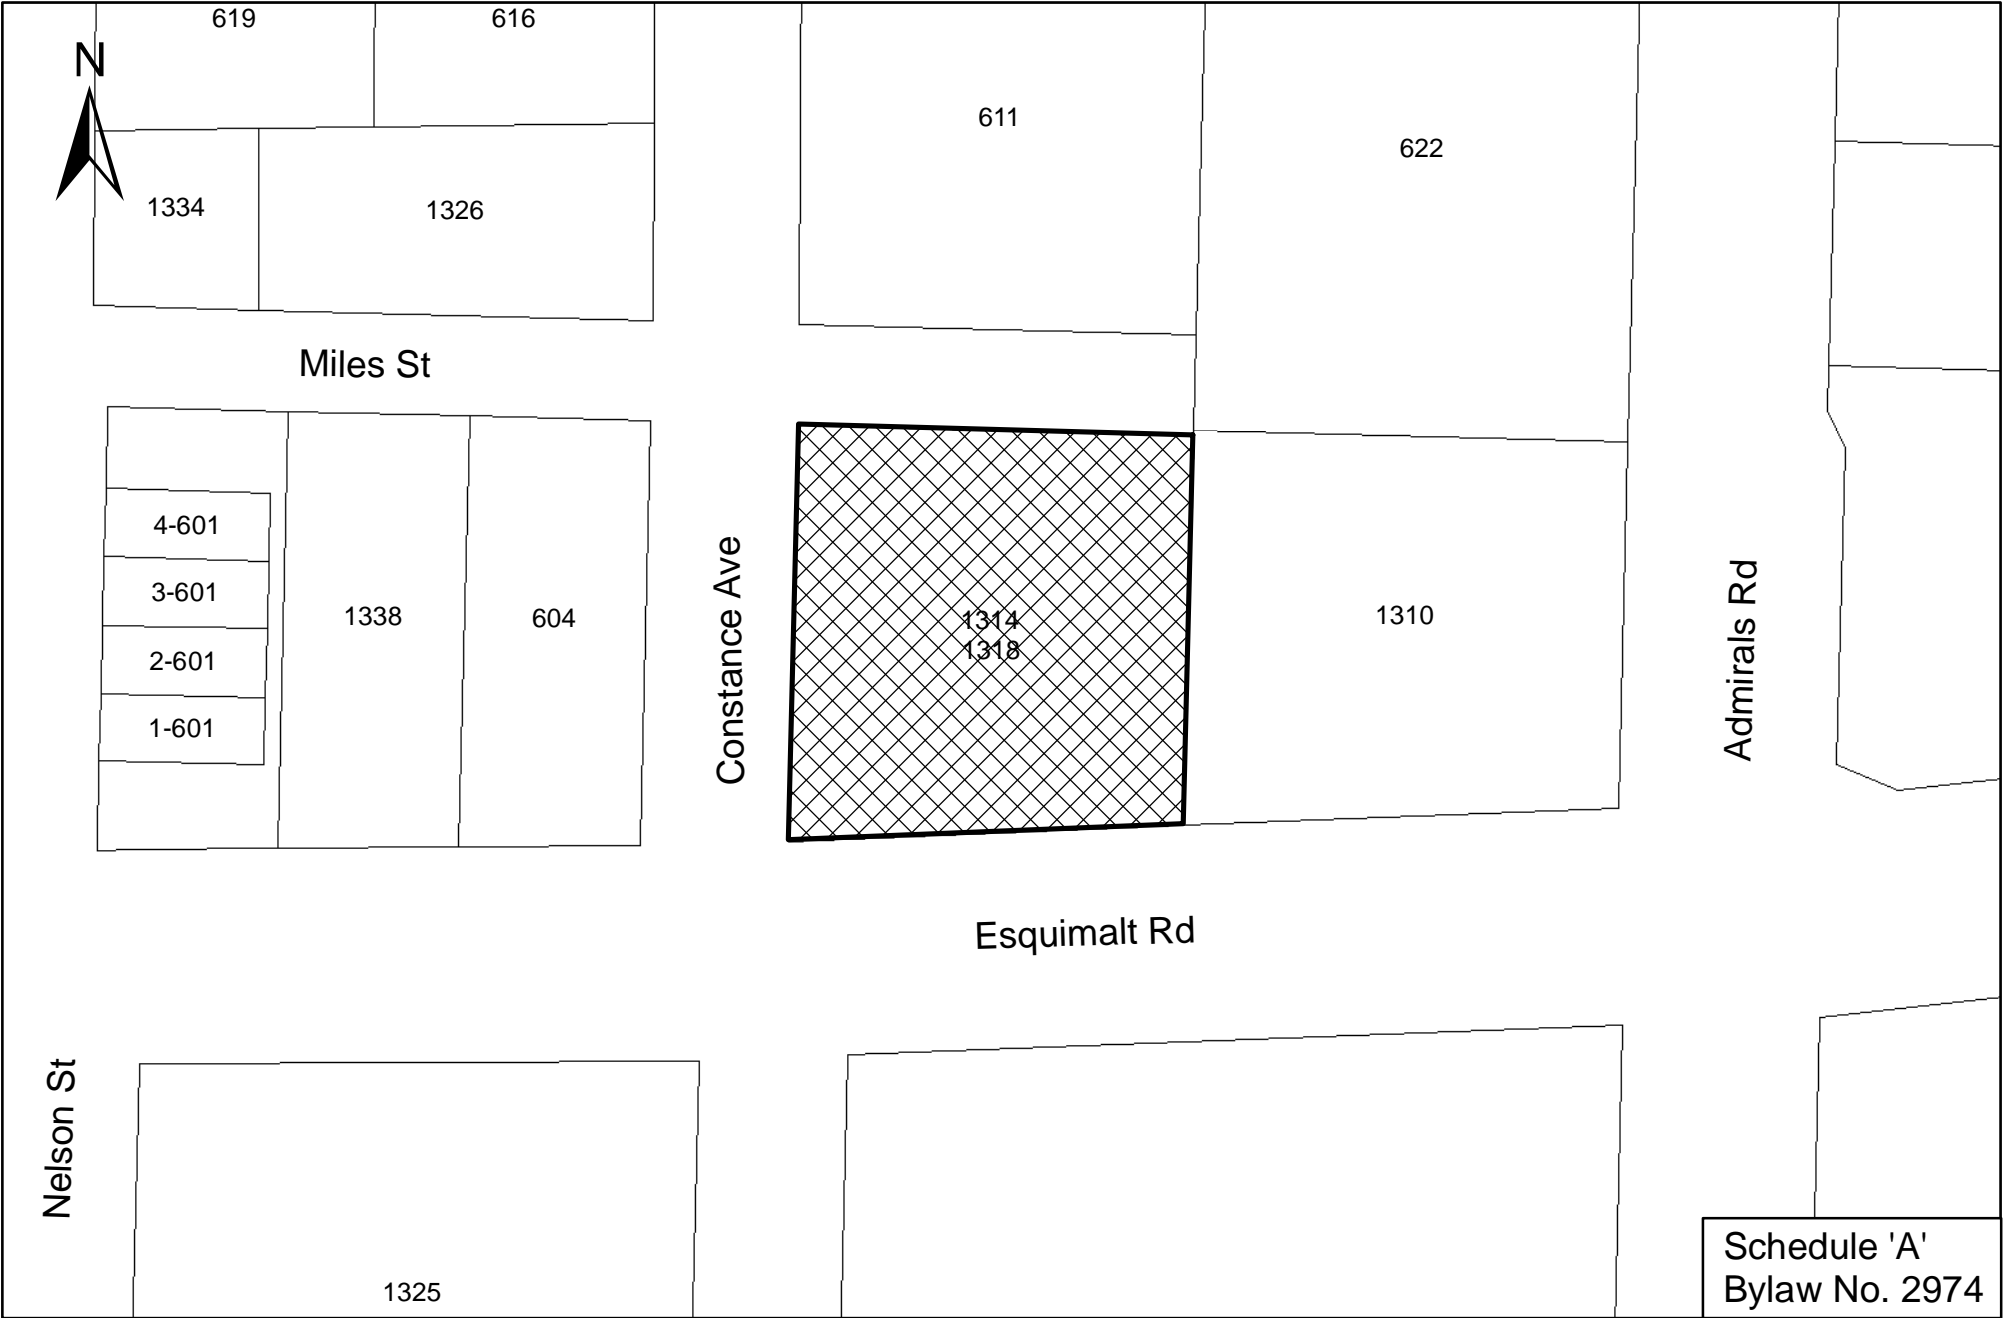 619
616
N
611
622
1334
1326
Miles St
4-601
3-601
2-601
1-601
1338
604
Constance Ave
1314
1318
1310
Admirals Rd
Esquimalt Rd
Nelson St
1325
Schedule 'A'
Bylaw No. 2974